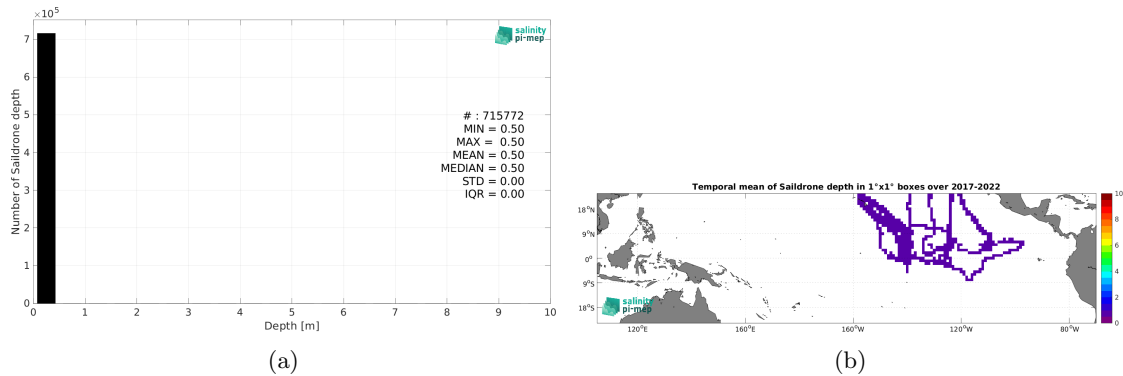 ×10⁵
7
6
5
4
3
2
1
0
Number of Saildrone depth
salinity
pi-mep
# : 715772
MIN = 0.50
MAX = 0.50
MEAN = 0.50
MEDIAN = 0.50
STD = 0.00
IQR = 0.00
0 1 2 3 4 5 6 7 8 9 10
Depth [m]
(a)
Temporal mean of Saildrone depth in 1°x1° boxes over 2017-2022
18°N
9°N
0°
9°S
18°S
salinity
pi-mep
120°E 160°E 160°W 120°W 80°W
10
8
6
4
2
0
(b)